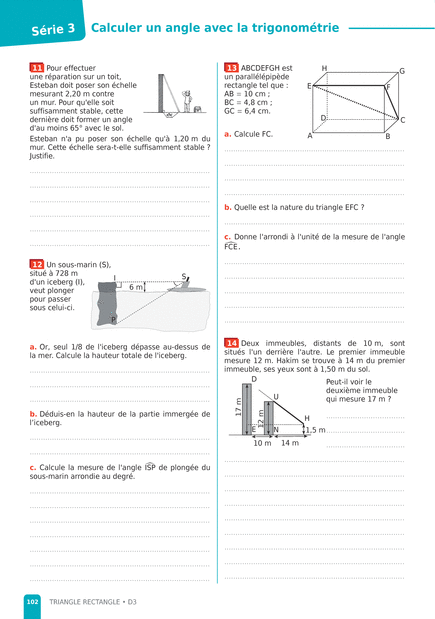 Série 3
Calculer un angle avec la trigonométrie
11 Pour effectuer
une réparation sur un toit,
Esteban doit poser son échelle
mesurant 2,20 m contre
un mur. Pour qu'elle soit
suffisamment stable, cette
dernière doit former un angle
d'au moins 65° avec le sol.
Esteban n'a pu poser son échelle qu'à 1,20 m du
mur. Cette échelle sera-t-elle suffisamment stable ?
Justifie.
12 Un sous-marin (S),
situé à 728 m
d'un iceberg (I),
veut plonger
pour passer
sous celui-ci.
I
S
6 m
P
a. Or, seul 1/8 de l'iceberg dépasse au-dessus de
la mer. Calcule la hauteur totale de l'iceberg.
b. Déduis-en la hauteur de la partie immergée de
l'iceberg.
c. Calcule la mesure de l'angle ISP de plongée du
sous-marin arrondie au degré.
13 ABCDEFGH est
un parallélépipède
rectangle tel que :
AB = 10 cm ;
BC = 4,8 cm ;
GC = 6,4 cm.
H
G
E
F
D
C
A
B
a. Calcule FC.
b. Quelle est la nature du triangle EFC ?
c. Donne l'arrondi à l'unité de la mesure de l'angle
FCE.
14 Deux immeubles, distants de 10 m, sont
situés l'un derrière l'autre. Le premier immeuble
mesure 12 m. Hakim se trouve à 14 m du premier
immeuble, ses yeux sont à 1,50 m du sol.
D
U
H
17 m
12 m
E
N
1,5 m
10 m
14 m
Peut-il voir le
deuxième immeuble
qui mesure 17 m ?
102 TRIANGLE RECTANGLE • D3